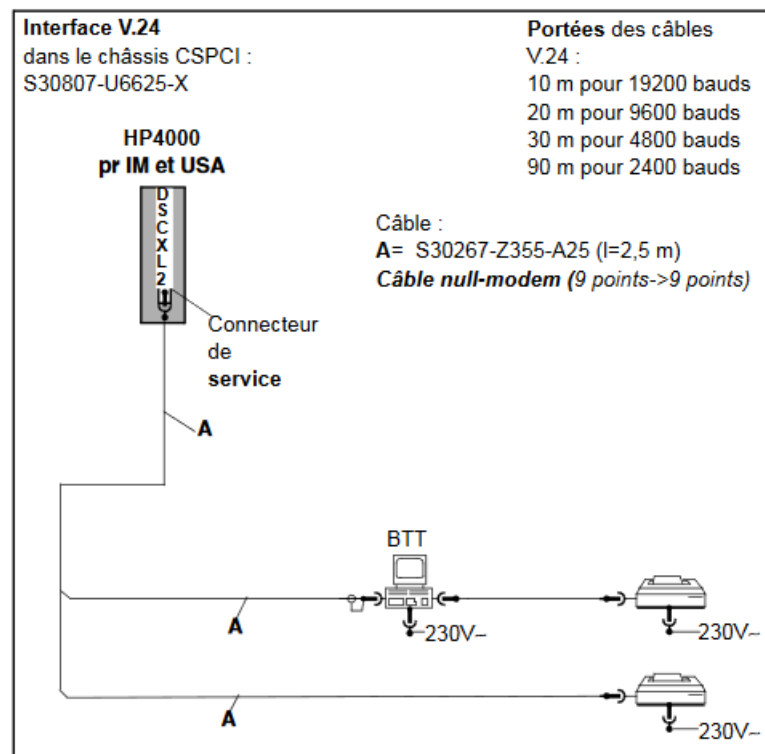 Interface V.24
dans le châssis CSPCI :
S30807-U6625-X
Portées des câbles
V.24 :
10 m pour 19200 bauds
20 m pour 9600 bauds
30 m pour 4800 bauds
90 m pour 2400 bauds
HP4000
pr IM et USA
D
S
C
X
L
2
Câble :
A= S30267-Z355-A25 (l=2,5 m)
Câble null-modem (9 points->9 points)
Connecteur
de
service
A
BTT
A
230V~
230V~
A
230V~